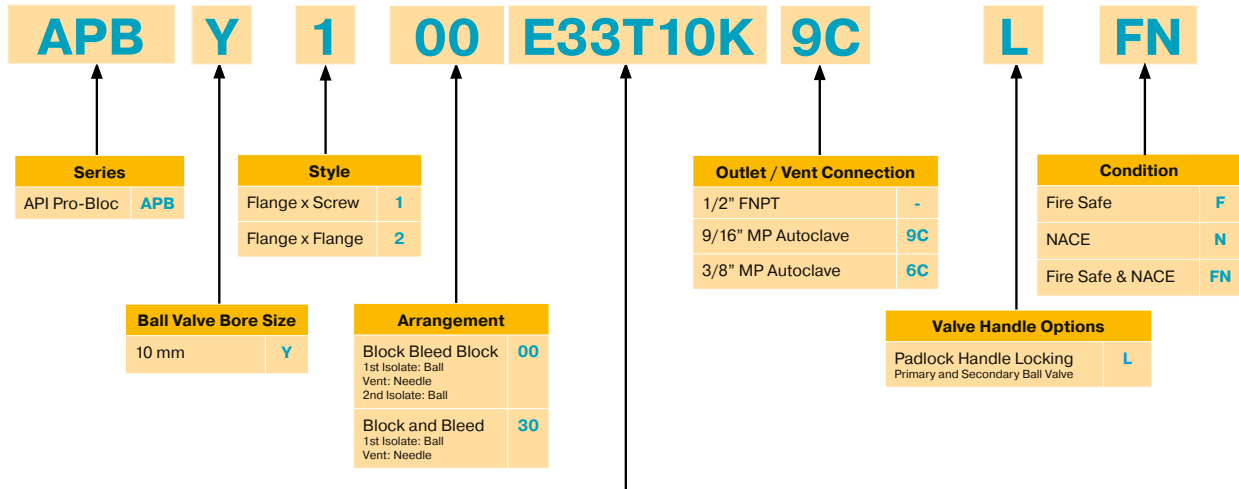 APB Y 1 00 E33T10K 9C L FN
Series
API Pro-Bloc APB
Style
Flange x Screw 1
Flange x Flange 2
Outlet / Vent Connection
1/2” FNPT -
9/16” MP Autoclave 9C
3/8” MP Autoclave 6C
Condition
Fire Safe F
NACE N
Fire Safe & NACE FN
Ball Valve Bore Size
10 mm Y
Arrangement
Block Bleed Block 00
1st Isolate: Ball
Vent: Needle
2nd Isolate: Ball
Block and Bleed 30
1st Isolate: Ball
Vent: Needle
Valve Handle Options
Padlock Handle Locking L
Primary and Secondary Ball Valve